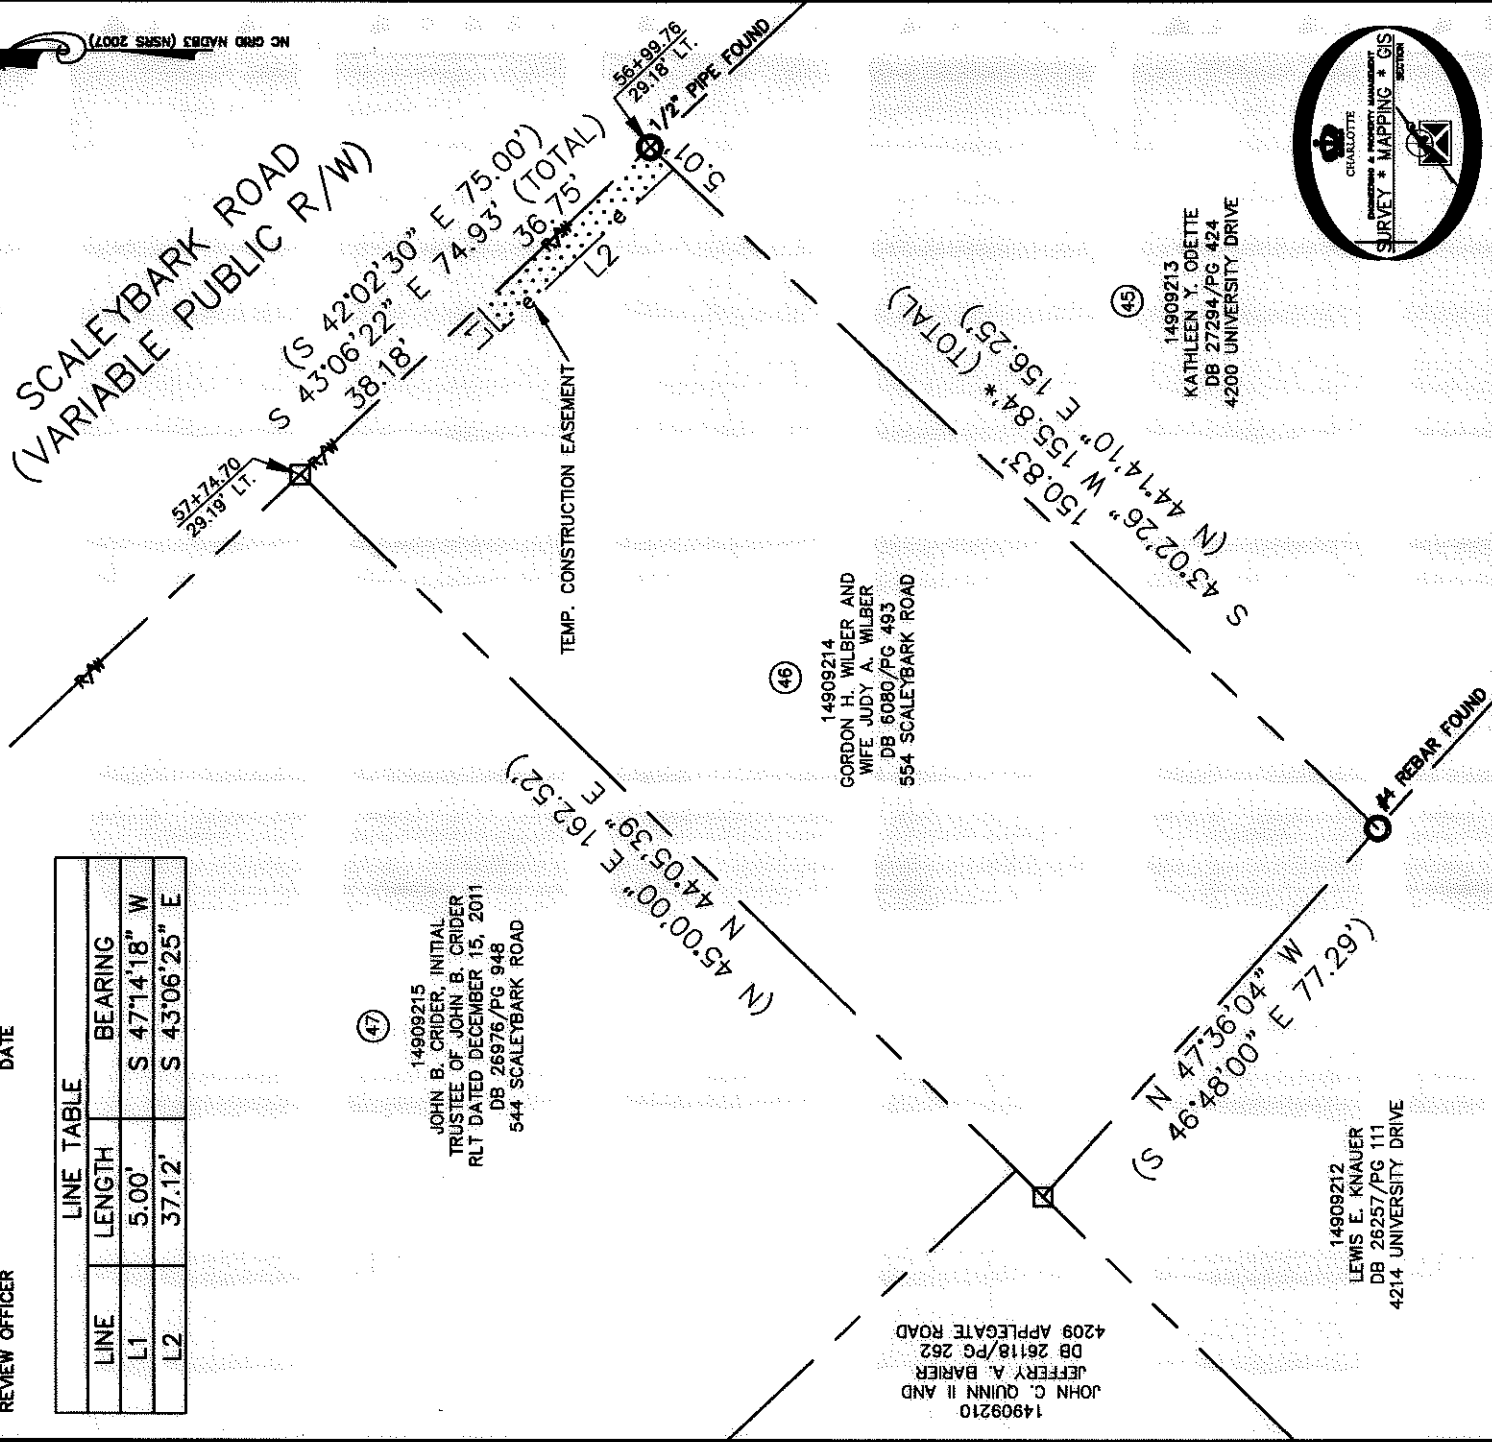 REVIEW OFFICER
DATE
LINE TABLE
LINE LENGTH BEARING
L1 5.00' S 47°14'18" W
L2 37.12' S 43°06'25" E
NC GRID NAD83 (NSRS 2007)
SCALEYBARK ROAD
(VARIABLE PUBLIC R/W)
(S 42°02'30" E 75.00')
S 43°06'22" E 74.93' (TOTAL)
38.18'
36.75'
R/W
R/W
R/W
57+74.70
29.19' LT.
56+99.76
29.18' LT.
1/2" PIPE FOUND
5.01'
L1
L2
e
e
TEMP. CONSTRUCTION EASEMENT
150.83'
S 43°02'26" W 155.84'* (TOTAL)
(N 44°14'10" E 156.25')
(N 45°00'00" E 162.52')
N 44°05'39" E
N 47°36'04" W
(S 46°48'00" E 77.29')
#4 REBAR FOUND
47
14909215
JOHN B. CRIDER, INITIAL
TRUSTEE OF JOHN B. CRIDER
RLT DATED DECEMBER 15, 2011
DB 26976/PG 948
544 SCALEYBARK ROAD
46
14909214
GORDON H. WILBER AND
WIFE JUDY A. WILBER
DB 6080/PG 493
554 SCALEYBARK ROAD
45
14909213
KATHLEEN Y. ODETTE
DB 27294/PG 424
4200 UNIVERSITY DRIVE
14909212
LEWIS E. KNAUER
DB 26257/PG 111
4214 UNIVERSITY DRIVE
14909210
JOHN C. QUINN II AND
JEFFERY A. BARIER
DB 26118/PG 262
4209 APPLEGATE ROAD
CHARLOTTE
ENGINEERING & PROPERTY MANAGEMENT
SURVEY * MAPPING * GIS
SECTION